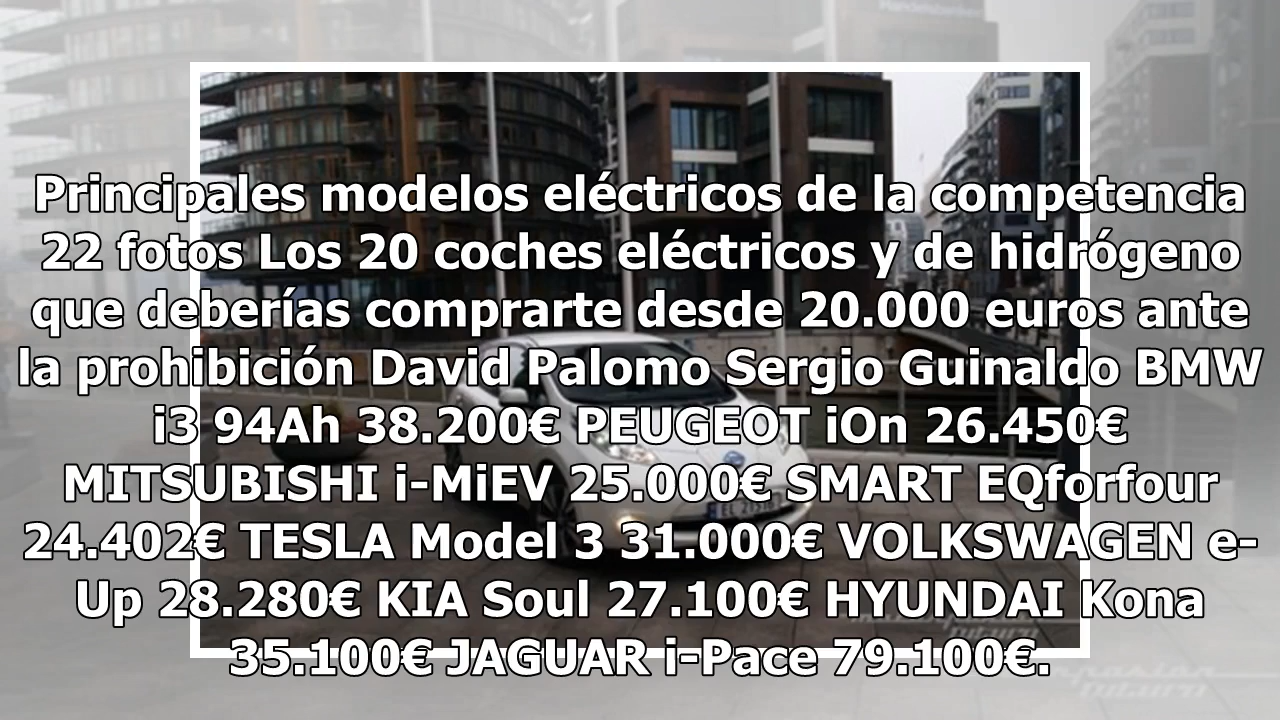 Principales modelos eléctricos de la competencia
22 fotos Los 20 coches eléctricos y de hidrógeno
que deberías comprarte desde 20.000 euros ante
la prohibición David Palomo Sergio Guinaldo BMW
i3 94Ah 38.200€ PEUGEOT iOn 26.450€
MITSUBISHI i-MiEV 25.000€ SMART EQforfour
24.402€ TESLA Model 3 31.000€ VOLKSWAGEN e-
Up 28.280€ KIA Soul 27.100€ HYUNDAI Kona
35.100€ JAGUAR i-Pace 79.100€.